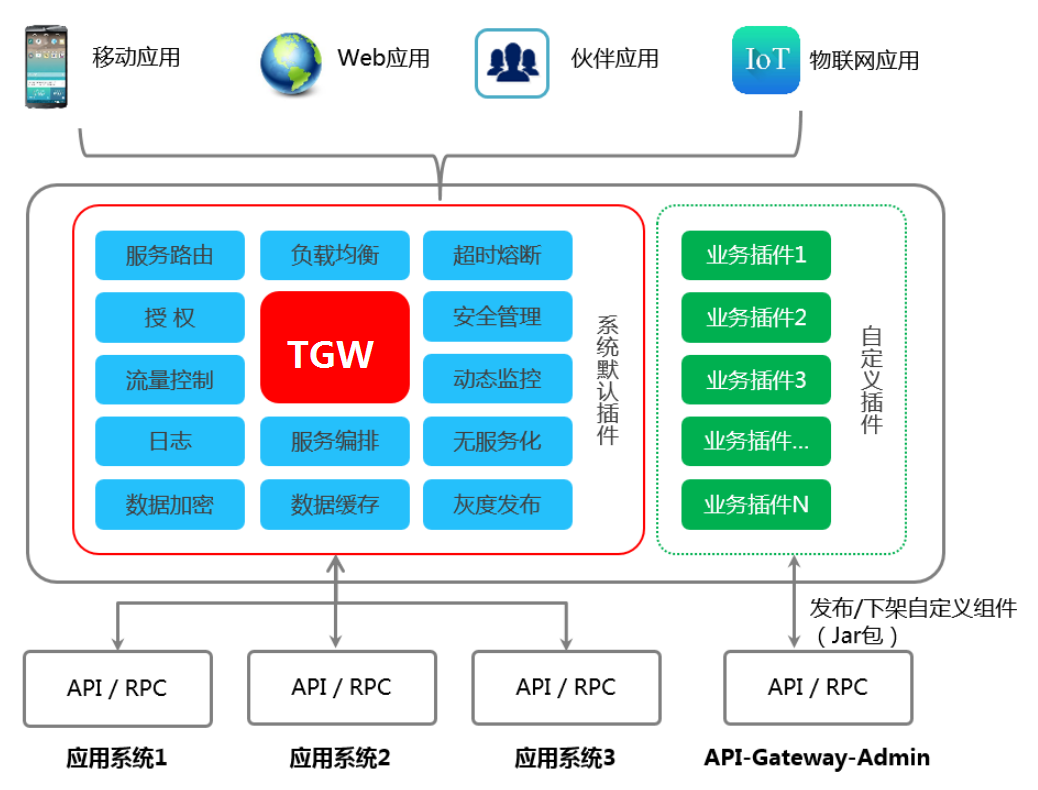 移动应用
Web应用
伙伴应用
IoT
物联网应用
服务路由
负载均衡
超时熔断
授 权
TGW
安全管理
流量控制
动态监控
日志
服务编排
无服务化
数据加密
数据缓存
灰度发布
系统默认插件
业务插件1
业务插件2
业务插件3
业务插件...
业务插件N
自定义插件
发布/下架自定义组件
（Jar包）
API / RPC
API / RPC
API / RPC
API / RPC
应用系统1
应用系统2
应用系统3
API-Gateway-Admin